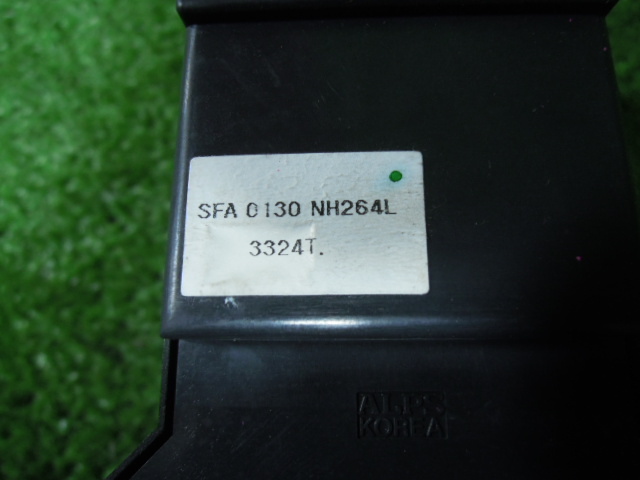 SFA 0130 NH264L
3324T.
ALPS
KOREA